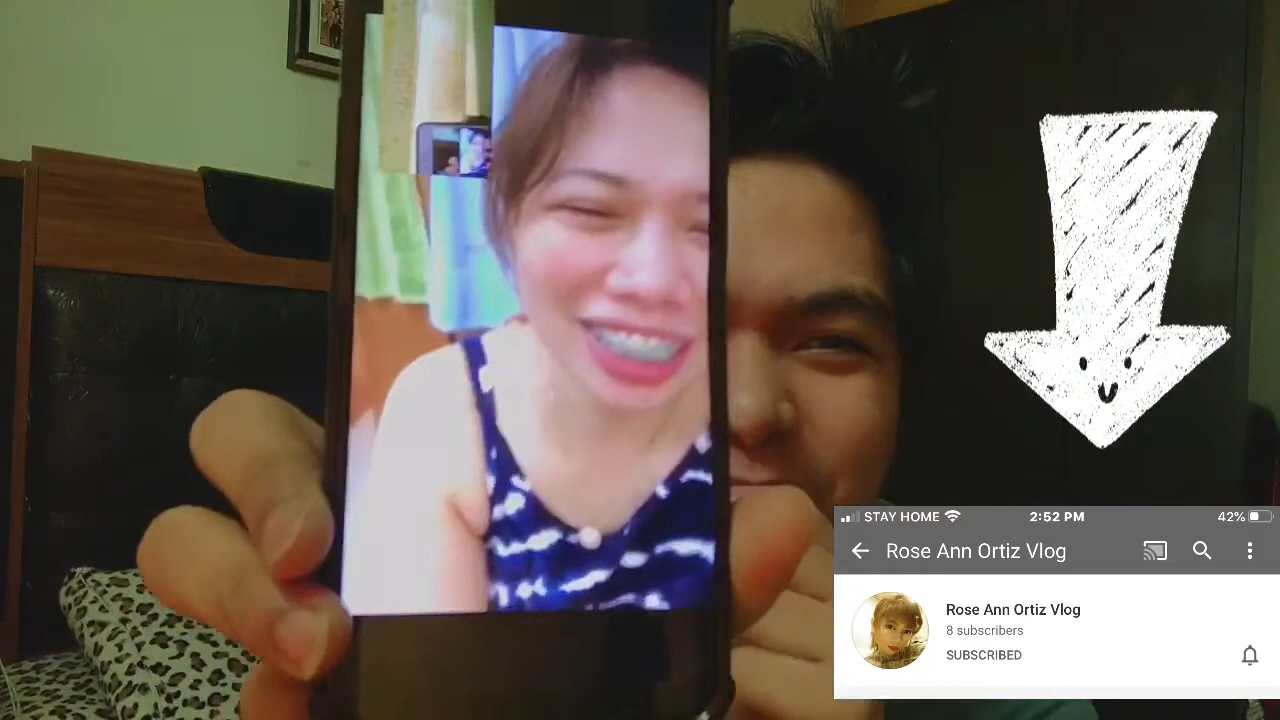 STAY HOME 2:52 PM 42%
Rose Ann Ortiz Vlog
Rose Ann Ortiz Vlog
8 subscribers
SUBSCRIBED